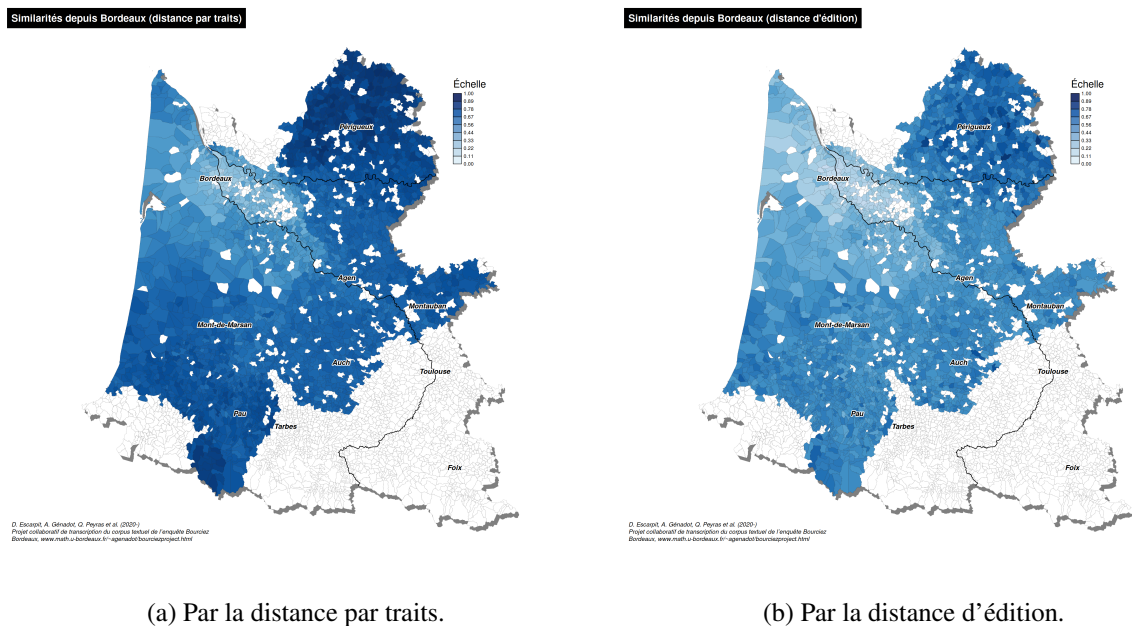 Similarités depuis Bordeaux (distance par traits)
Échelle
1.00
0.89
0.78
0.67
0.56
0.44
0.33
0.22
0.11
0.00
Périgueux
Bordeaux
Agen
Montauban
Mont-de-Marsan
Auch
Toulouse
Pau
Tarbes
Foix
D. Escarpit, A. Génadot, Q. Peyras et al. (2020-)
Projet collaboratif de transcription du corpus textuel de l'enquête Bourciez
Bordeaux, www.math.u-bordeaux.fr/~agenadot/bourciezproject.html
(a) Par la distance par traits.
Similarités depuis Bordeaux (distance d'édition)
Échelle
1.00
0.89
0.78
0.67
0.56
0.44
0.33
0.22
0.11
0.00
Périgueux
Bordeaux
Agen
Montauban
Mont-de-Marsan
Auch
Toulouse
Pau
Tarbes
Foix
D. Escarpit, A. Génadot, Q. Peyras et al. (2020-)
Projet collaboratif de transcription du corpus textuel de l'enquête Bourciez
Bordeaux, www.math.u-bordeaux.fr/~agenadot/bourciezproject.html
(b) Par la distance d'édition.